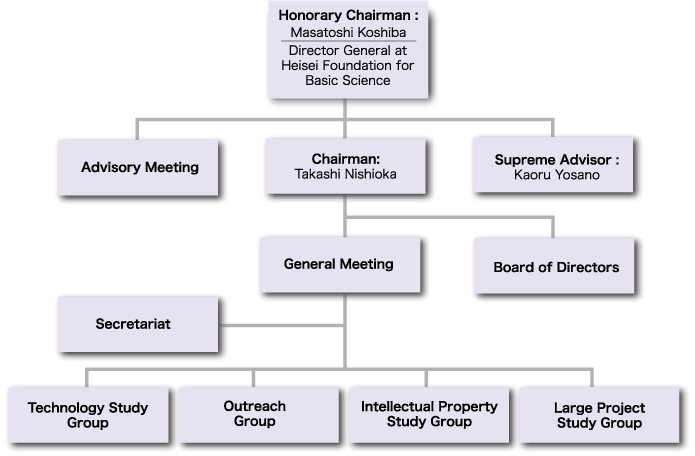 Honorary Chairman :
Masatoshi Koshiba
Director General at
Heisei Foundation for
Basic Science
Advisory Meeting
Chairman:
Takashi Nishioka
Supreme Advisor :
Kaoru Yosano
General Meeting
Board of Directors
Secretariat
Technology Study
Group
Outreach
Group
Intellectual Property
Study Group
Large Project
Study Group